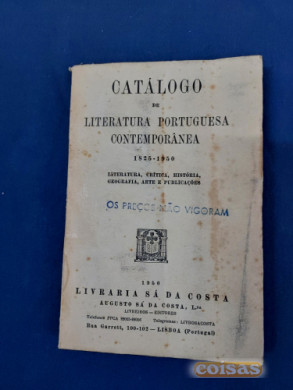 CATÁLOGO
DE
LITERATURA PORTUGUESA
CONTEMPORÂNEA
1825-1950
LITERATURA, CRÍTICA, HISTÓRIA,
GEOGRAFIA, ARTE E PUBLICAÇÕES
OS PREÇOS NÃO VIGORAM
LIVRARIA SÁ DA COSTA
AUGUSTO SÁ DA COSTA, L.da
LIVREIROS — EDITORES
Rua Garrett, 100-102 — LISBOA (Portugal)
coisas